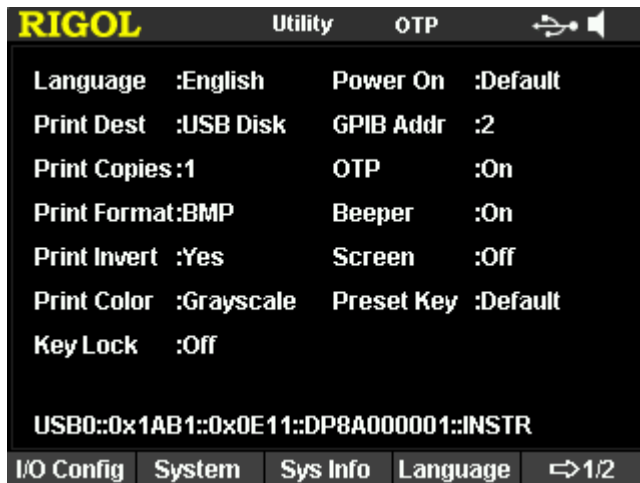 RIGOL Utility OTP
Language :English Power On :Default
Print Dest :USB Disk GPIB Addr :2
Print Copies:1 OTP :On
Print Format:BMP Beeper :On
Print Invert :Yes Screen :Off
Print Color :Grayscale Preset Key :Default
Key Lock :Off
USB0::0x1AB1::0x0E11::DP8A000001::INSTR
I/O Config System Sys Info Language ⇨1/2